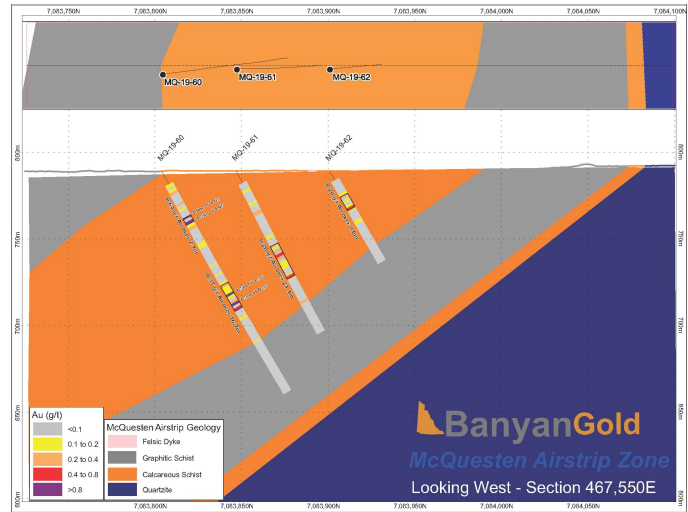 7,083,750N 7,083,800N 7,083,850N 7,083,900N 7,083,950N 7,084,000N 7,084,050N 7,084,100N
MQ-19-60
MQ-19-61
MQ-19-62
MQ-19-60
MQ-19-61
MQ-19-62
800m
800m
750m
750m
700m
700m
650m
650m
600m
600m
Au (g/t)
<0.1
0.1 to 0.2
0.2 to 0.4
0.4 to 0.8
>0.8
McQuesten Airstrip Geology
Felsic Dyke
Graphitic Schist
Calcareous Schist
Quartzite
BanyanGold
McQuesten Airstrip Zone
Looking West - Section 467,550E
7,083,750N 7,083,800N 7,083,850N 7,083,900N 7,083,950N 7,084,000N 7,084,050N